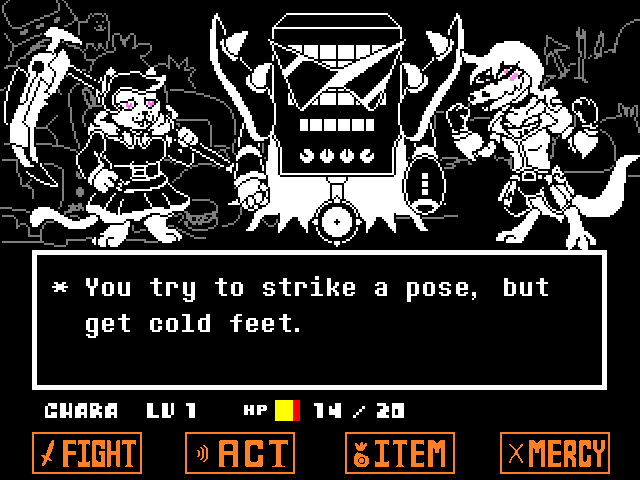 * You try to strike a pose, but
get cold feet.
CHARA LV 1 HP 14 / 20
FIGHT ACT ITEM MERCY